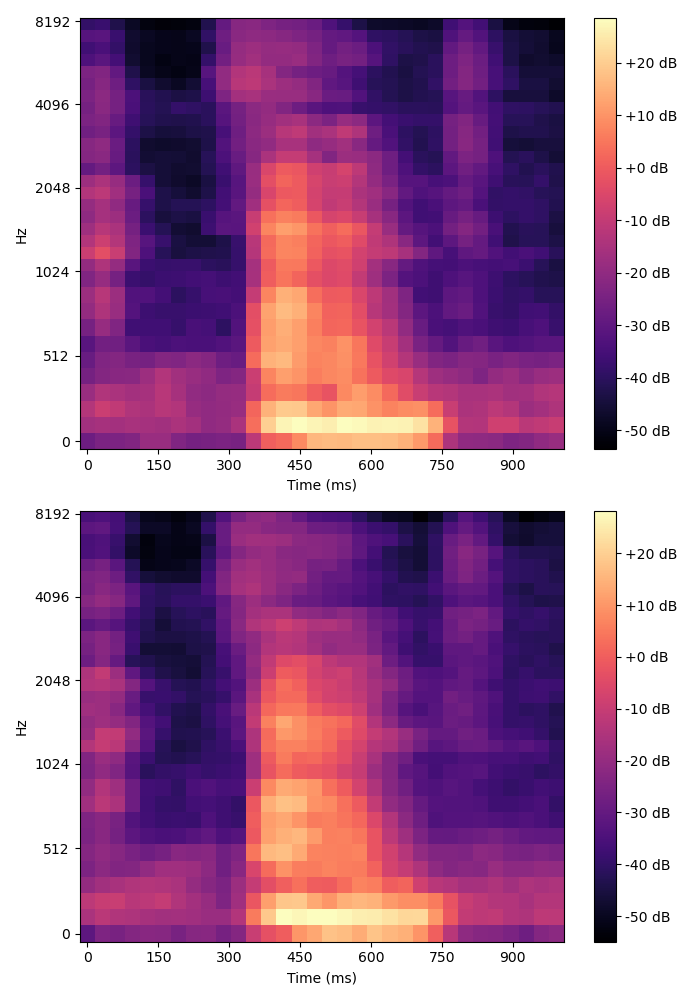 8192
4096
2048
1024
512
0
Hz
0 150 300 450 600 750 900
Time (ms)
+20 dB
+10 dB
+0 dB
-10 dB
-20 dB
-30 dB
-40 dB
-50 dB
8192
4096
2048
1024
512
0
Hz
0 150 300 450 600 750 900
Time (ms)
+20 dB
+10 dB
+0 dB
-10 dB
-20 dB
-30 dB
-40 dB
-50 dB